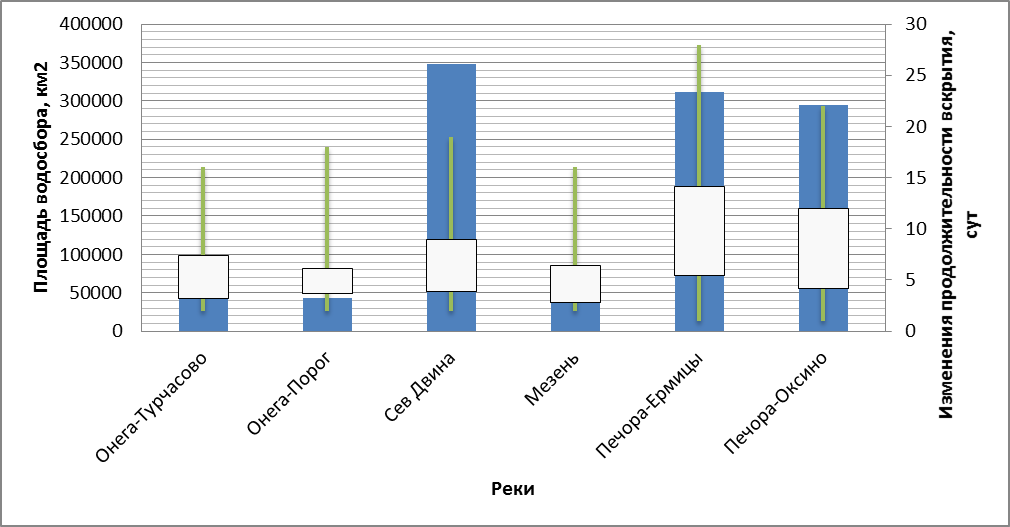 Площадь водосбора, км2
400000
350000
300000
250000
200000
150000
100000
50000
0
30
25
20
15
10
5
0
Изменения продолжительности вскрытия,
сут
Онега-Турчасово
Онега-Порог
Сев Двина
Мезень
Печора-Ермицы
Печора-Оксино
Реки